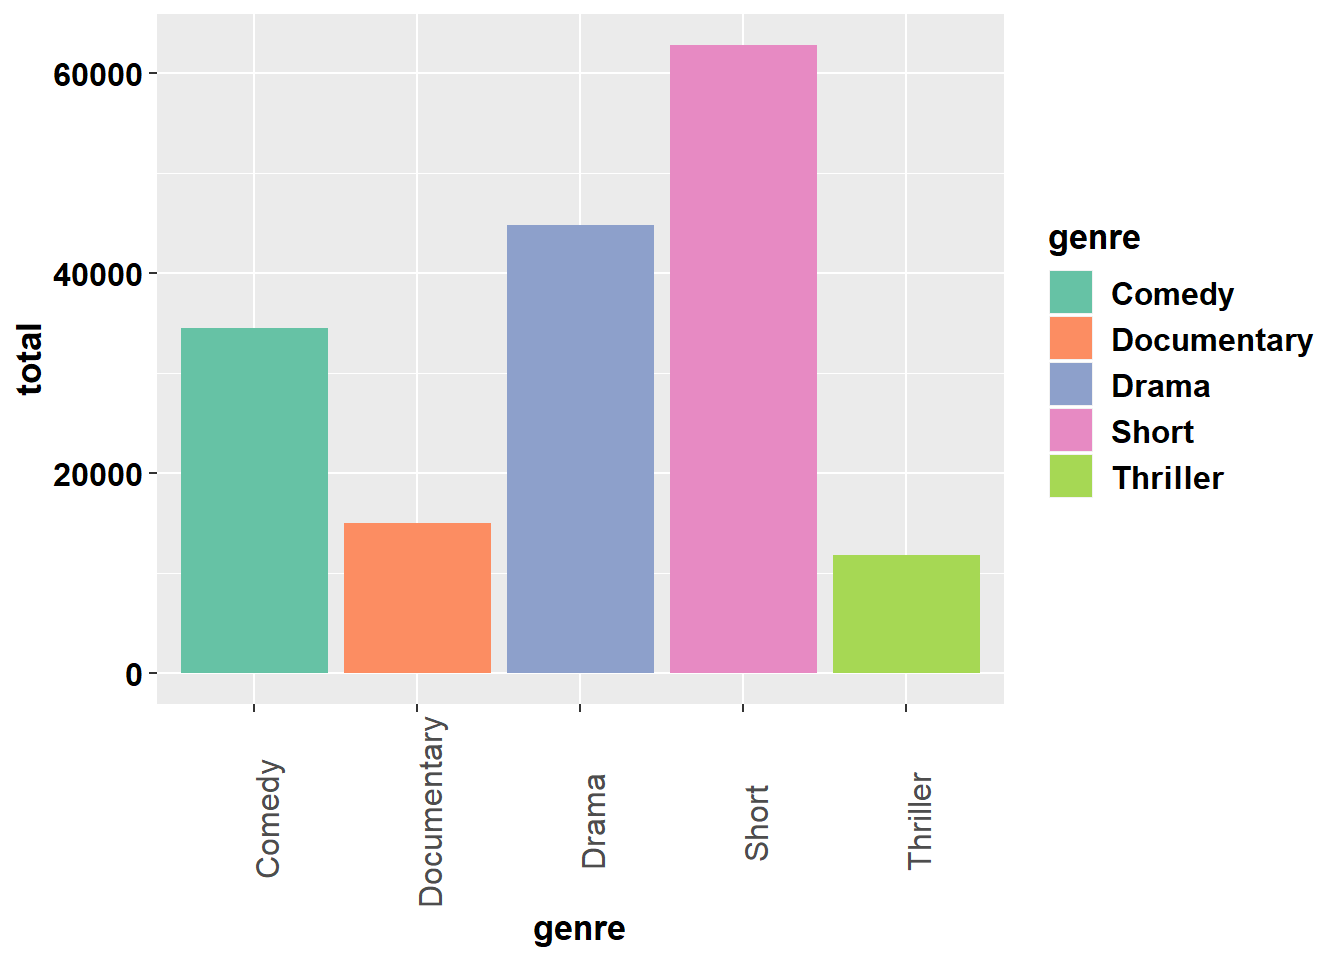 60000
40000
20000
0
total
Comedy
Documentary
Drama
Short
Thriller
genre
genre
Comedy
Documentary
Drama
Short
Thriller